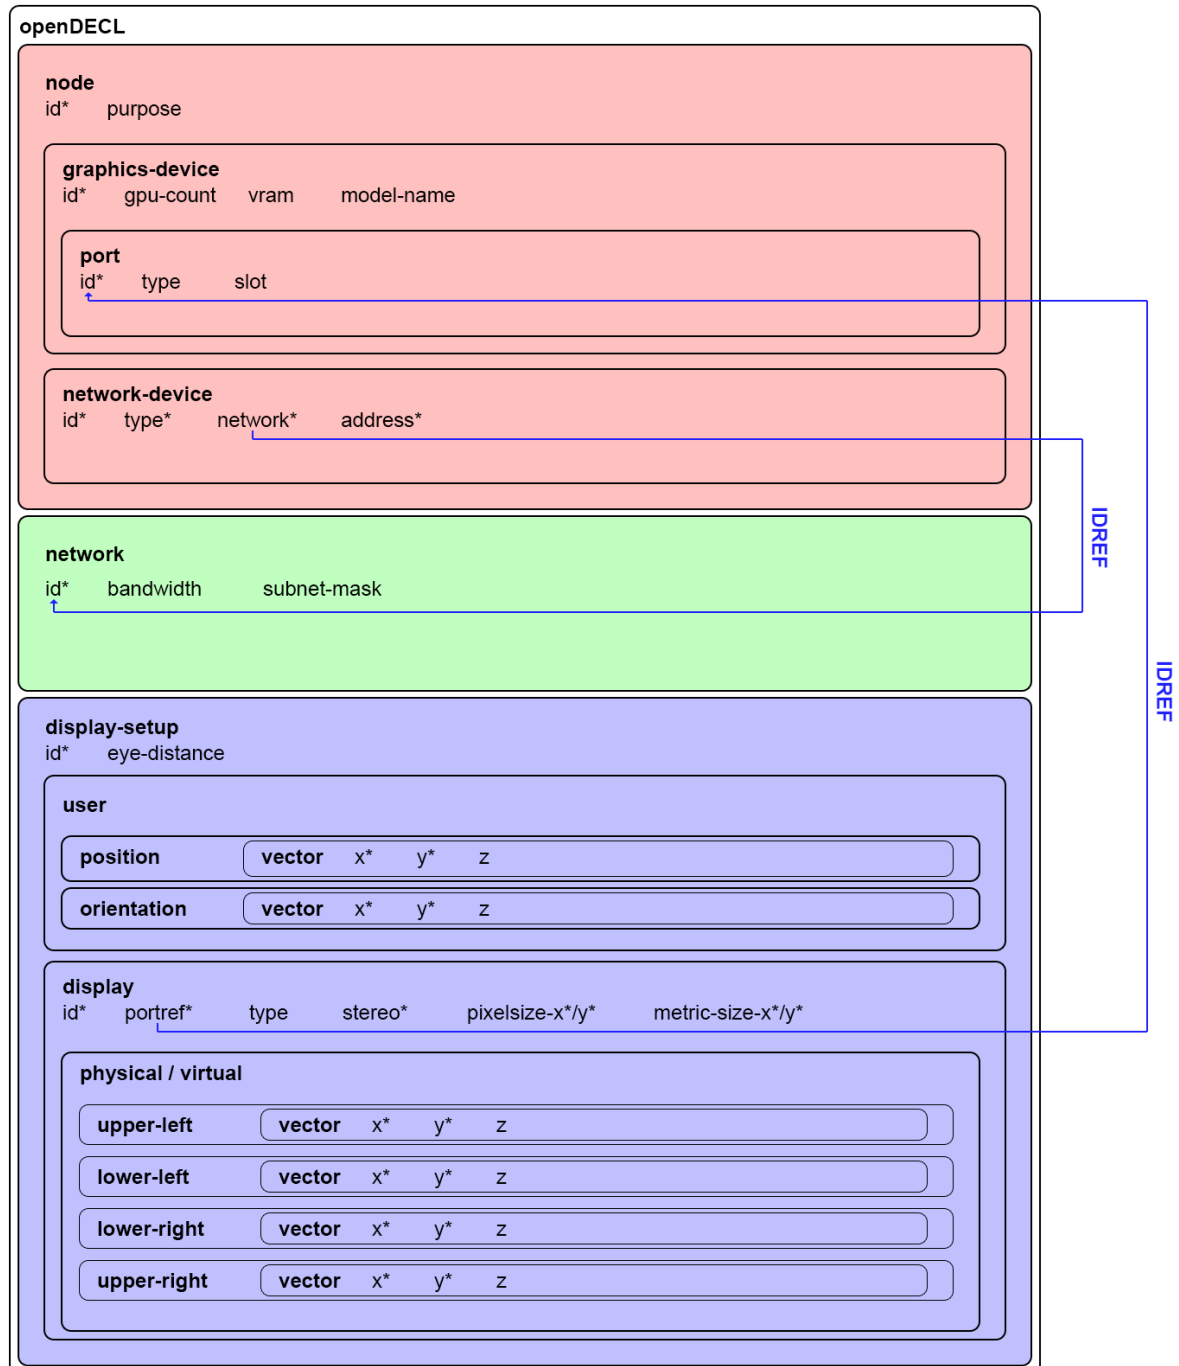 openDECL
node
id* purpose
graphics-device
id* gpu-count vram model-name
port
id* type slot
network-device
id* type* network* address*
IDREF
network
id* bandwidth subnet-mask
IDREF
display-setup
id* eye-distance
user
position vector x* y* z
orientation vector x* y* z
display
id* portref* type stereo* pixelsize-x*/y* metric-size-x*/y*
physical / virtual
upper-left vector x* y* z
lower-left vector x* y* z
lower-right vector x* y* z
upper-right vector x* y* z